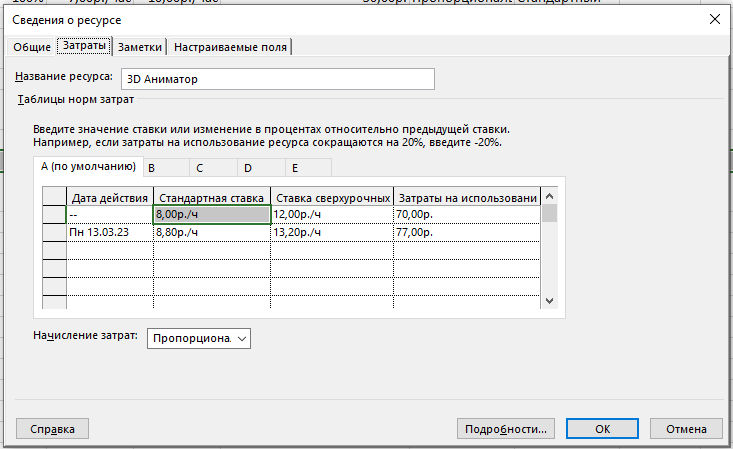 Сведения о ресурсе
Общие Затраты Заметки Настраиваемые поля
Название ресурса: 3D Аниматор
Таблицы норм затрат
Введите значение ставки или изменение в процентах относительно предыдущей ставки.
Например, если затраты на использование ресурса сокращаются на 20%, введите -20%.
A (по умолчанию) B C D E
Дата действия Стандартная ставка Ставка сверхурочных Затраты на использовани
-- 8,00р./ч 12,00р./ч 70,00р.
Пн 13.03.23 8,80р./ч 13,20р./ч 77,00р.
Начисление затрат: Пропорциона.
Справка Подробности... ОК Отмена